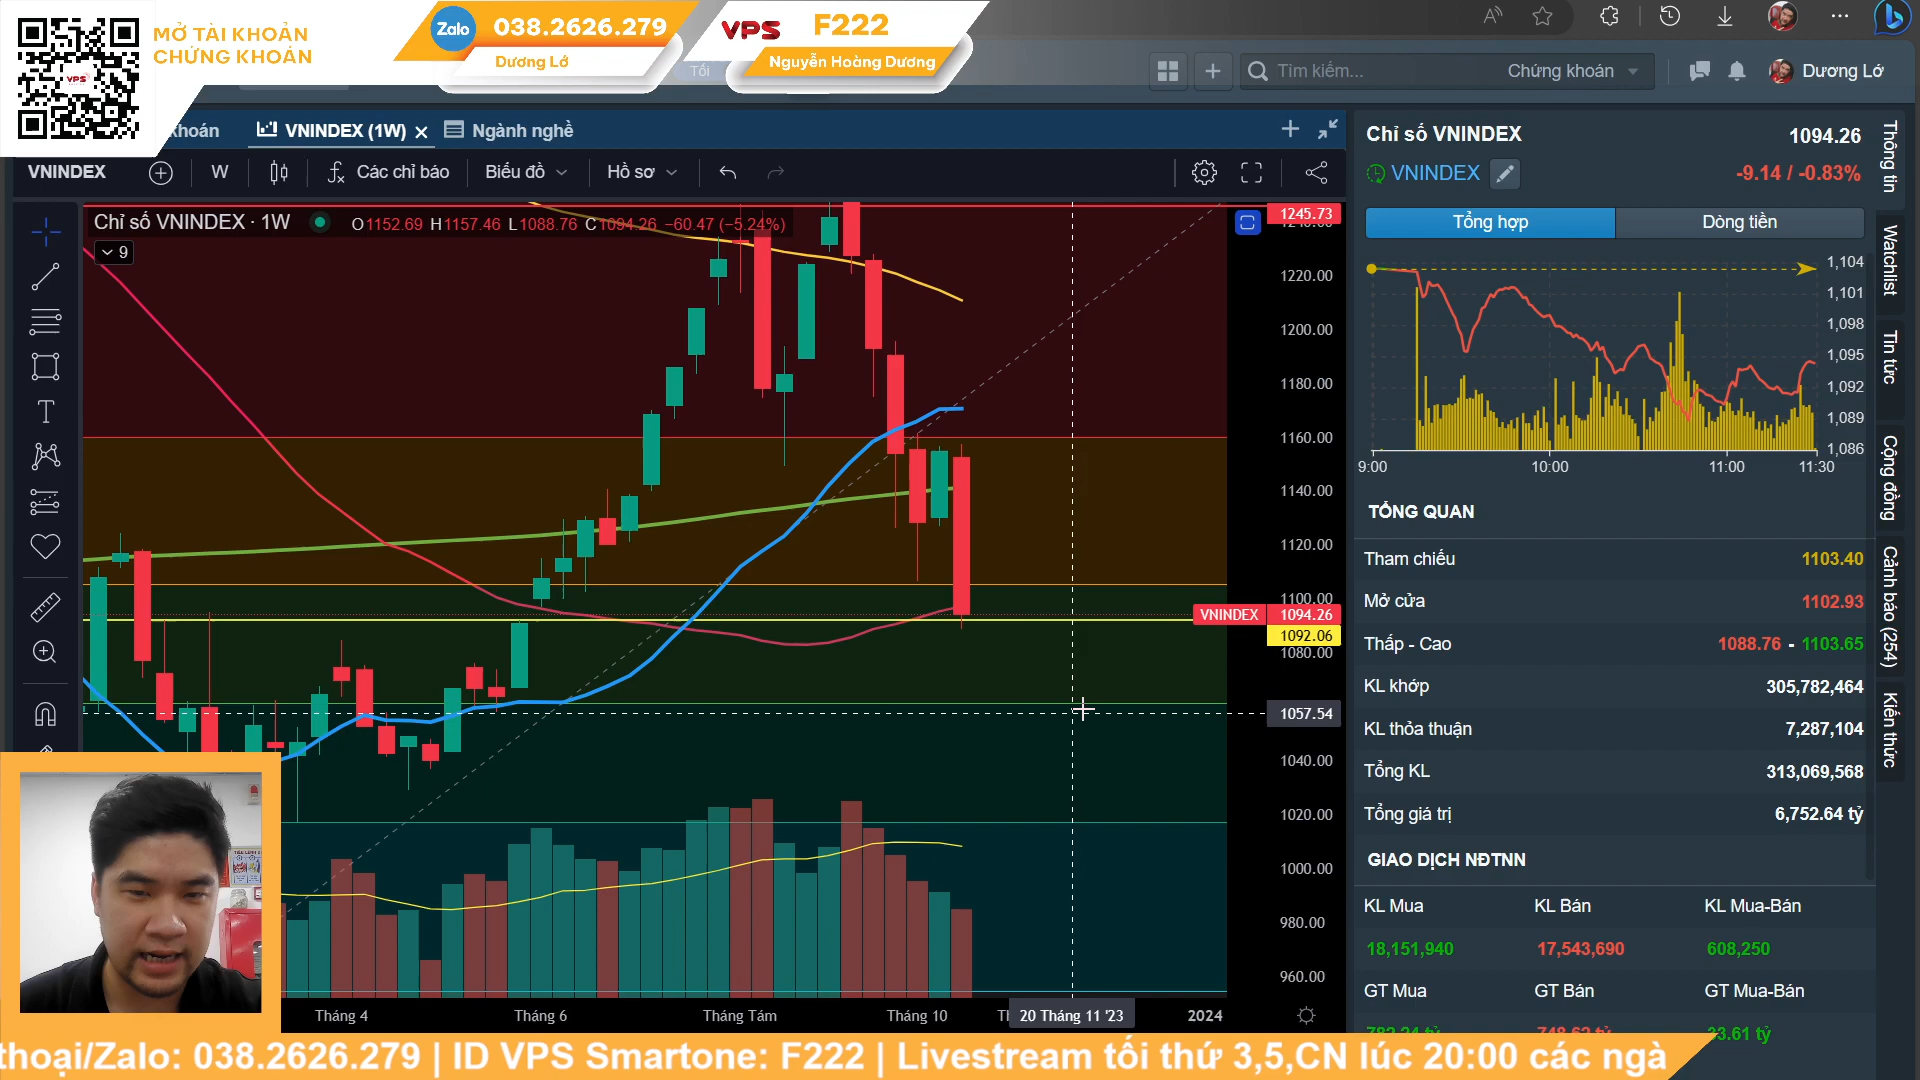 MỞ TÀI KHOẢN
CHỨNG KHOÁN
VPS
Zalo
038.2626.279
Dương Lớ
VPS
F222
Nguyễn Hoàng Dương
Tối
Tìm kiếm...
Chứng khoán
Dương Lớ
khoán
VNINDEX (1W)
Ngành nghề
VNINDEX
W
Các chỉ báo
Biểu đồ
Hồ sơ
Chỉ số VNINDEX · 1W
O1152.69 H1157.46 L1088.76 C1094.26 −60.47 (−5.24%)
9
1245.73
1220.00
1200.00
1180.00
1160.00
1140.00
1120.00
1100.00
VNINDEX 1094.26
1092.06
1080.00
1057.54
1040.00
1020.00
1000.00
980.00
960.00
Tháng 4
Tháng 6
Tháng Tám
Tháng 10
20 Tháng 11 '23
2024
Chỉ số VNINDEX
1094.26
VNINDEX
-9.14 / -0.83%
Tổng hợp
Dòng tiền
1,104
1,101
1,098
1,095
1,092
1,089
1,086
9:00
10:00
11:00
11:30
TỔNG QUAN
Tham chiếu 1103.40
Mở cửa 1102.93
Thấp - Cao 1088.76 - 1103.65
KL khớp 305,782,464
KL thỏa thuận 7,287,104
Tổng KL 313,069,568
Tổng giá trị 6,752.64 tỷ
GIAO DỊCH NĐTNN
KL Mua KL Bán KL Mua-Bán
18,151,940 17,543,690 608,250
GT Mua GT Bán GT Mua-Bán
782.24 tỷ 748.62 tỷ 33.61 tỷ
Thông tin
Watchlist
Tin tức
Cộng đồng
Cảnh báo (254)
Kiến thức
thoại/Zalo: 038.2626.279 | ID VPS Smartone: F222 | Livestream tối thứ 3,5,CN lúc 20:00 các ngà